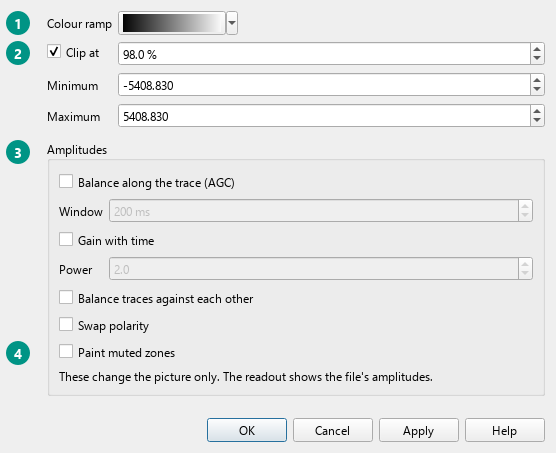 1 Colour ramp
2 Clip at 98.0 %
Minimum -5408.830
Maximum 5408.830
3 Amplitudes
Balance along the trace (AGC)
Window 200 ms
Gain with time
Power 2.0
Balance traces against each other
Swap polarity
4 Paint muted zones
These change the picture only. The readout shows the file's amplitudes.
OK Cancel Apply Help